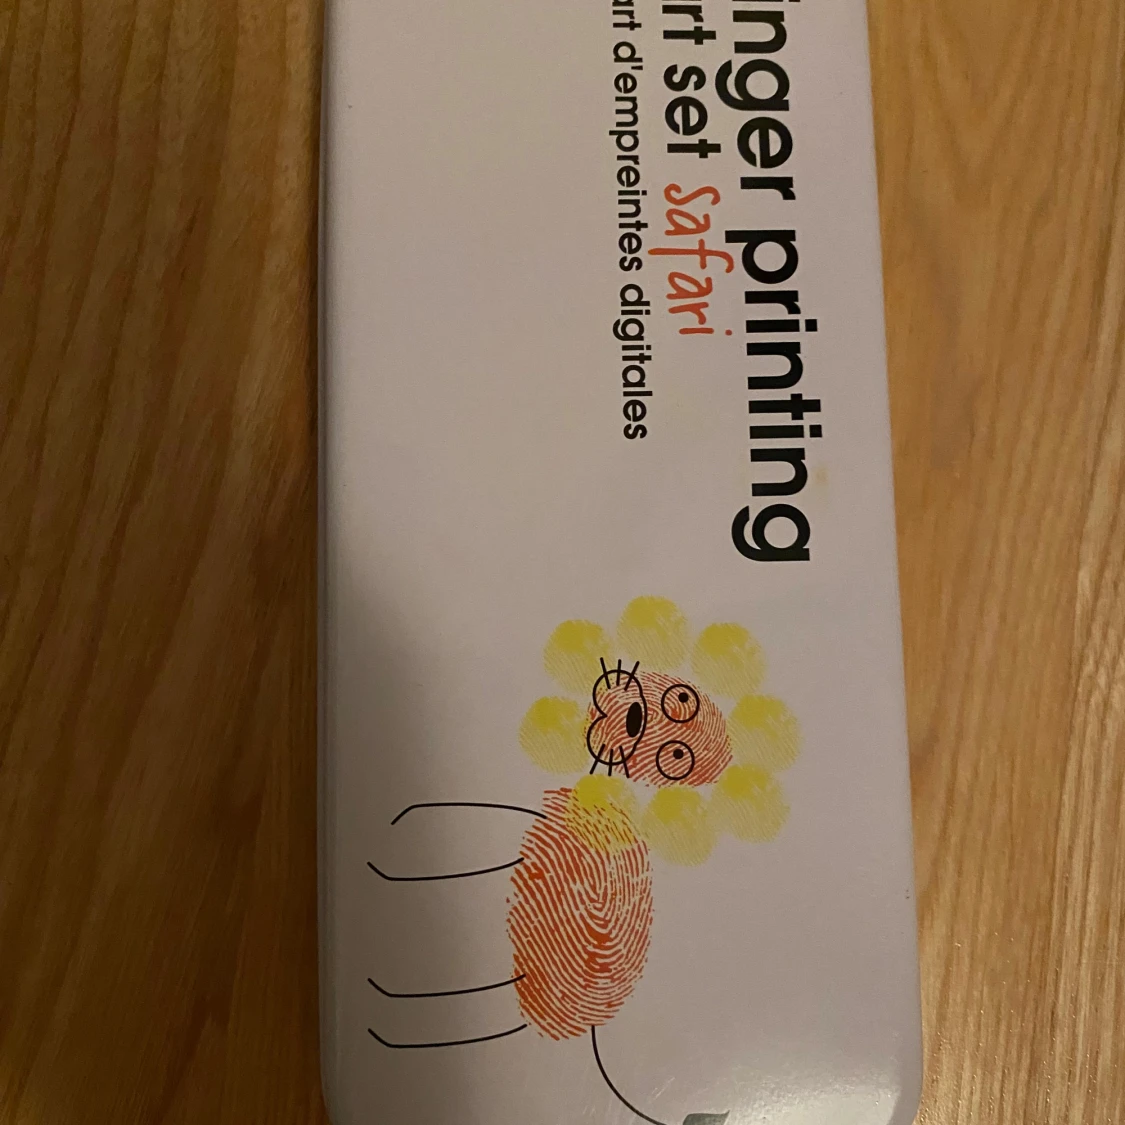 inger printing
rt set safari
art d'empreintes digitales